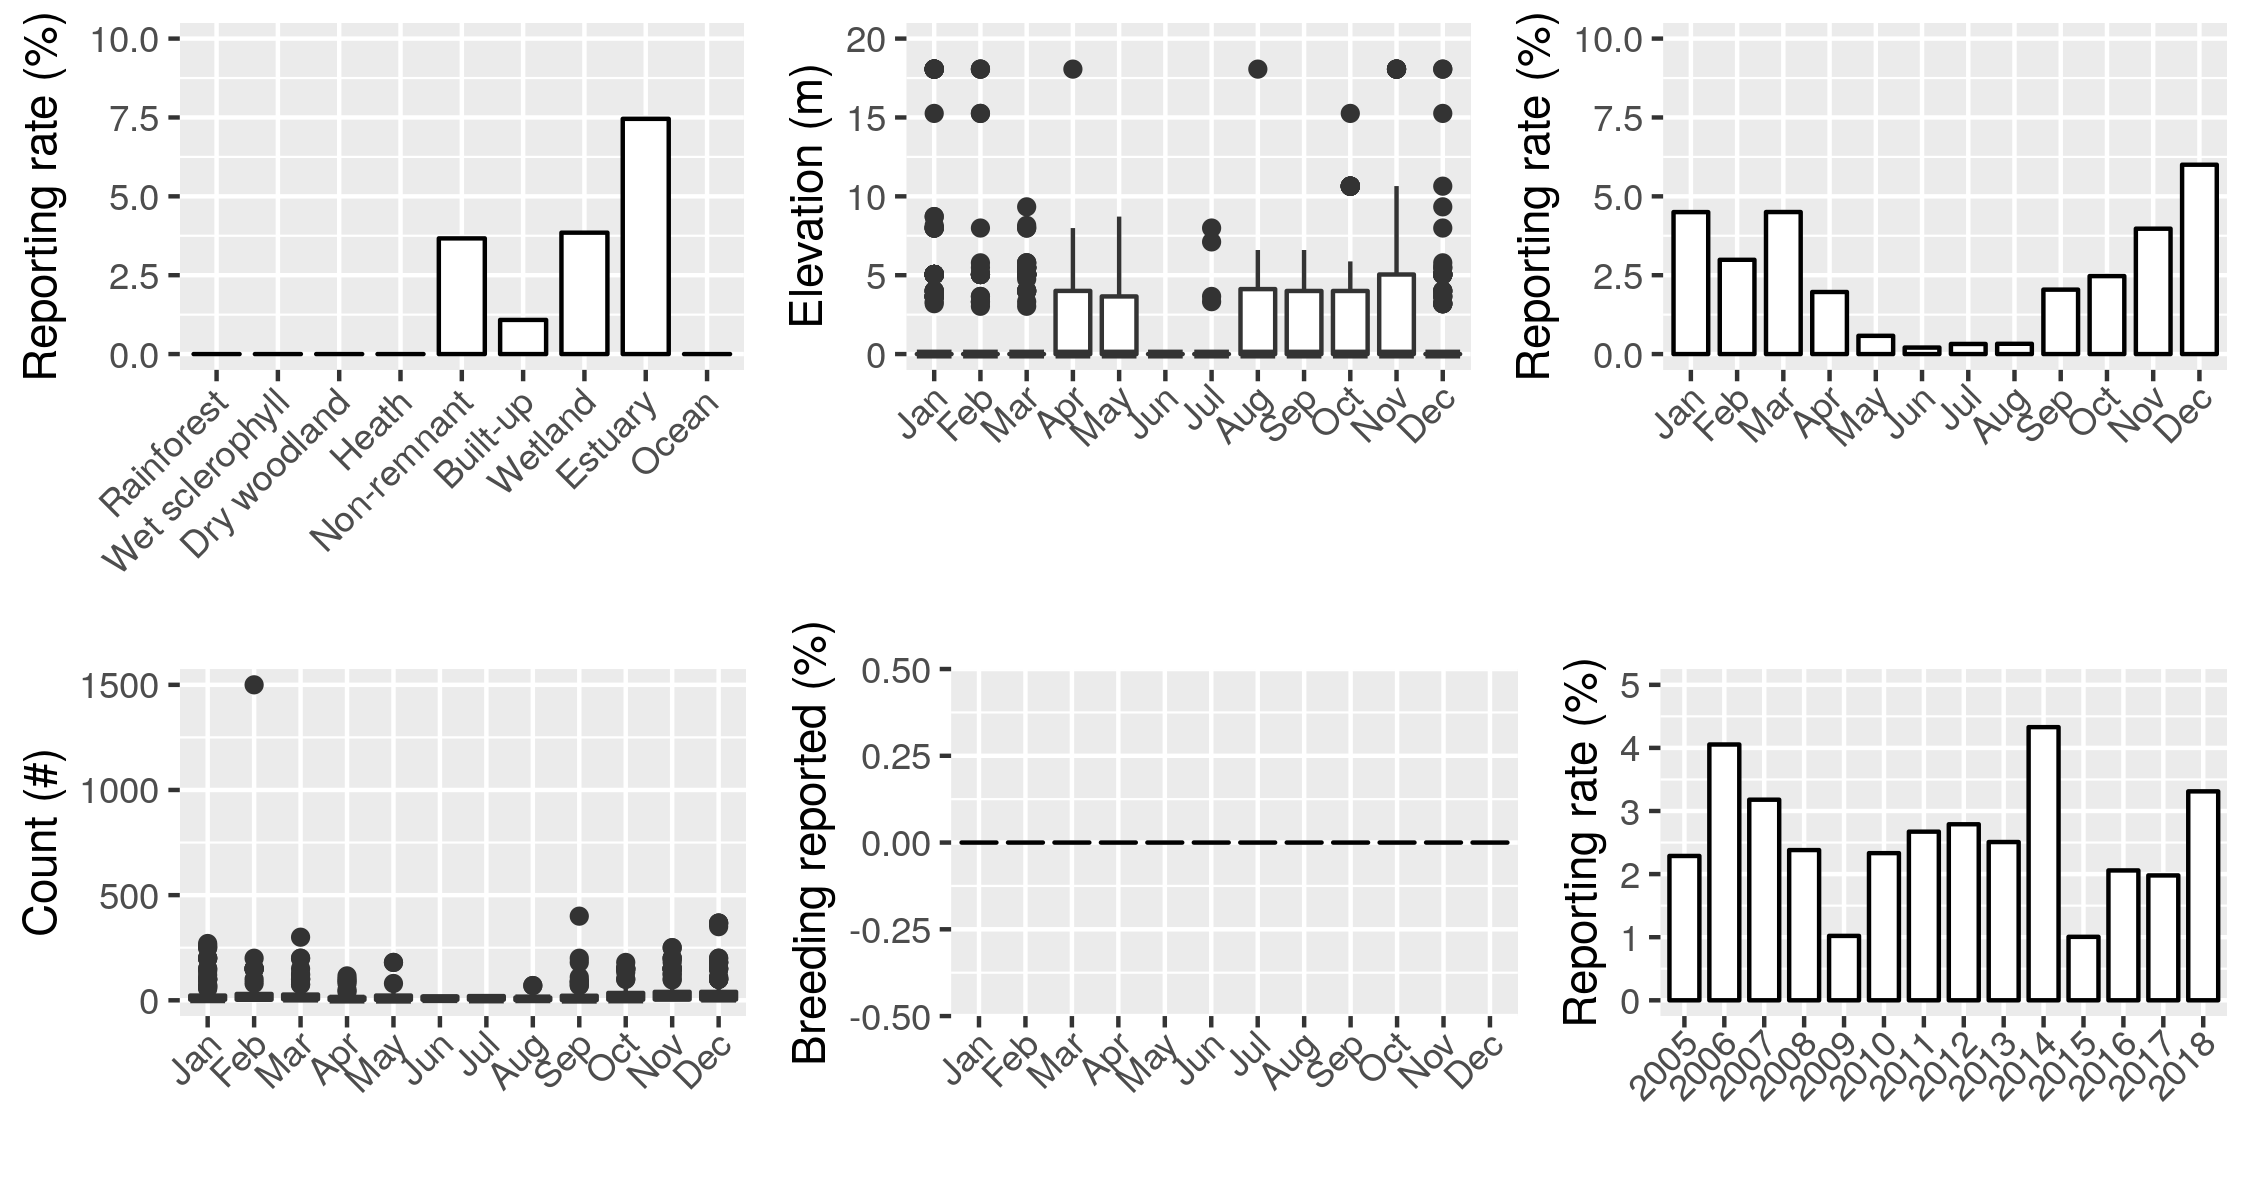 Reporting rate (%)
10.0
7.5
5.0
2.5
0.0
Rainforest
Wet sclerophyll
Dry woodland
Heath
Non-remnant
Built-up
Wetland
Estuary
Ocean
Elevation (m)
20
15
10
5
0
Jan
Feb
Mar
Apr
May
Jun
Jul
Aug
Sep
Oct
Nov
Dec
Reporting rate (%)
10.0
7.5
5.0
2.5
0.0
Jan
Feb
Mar
Apr
May
Jun
Jul
Aug
Sep
Oct
Nov
Dec
Count (#)
1500
1000
500
0
Jan
Feb
Mar
Apr
May
Jun
Jul
Aug
Sep
Oct
Nov
Dec
Breeding reported (%)
0.50
0.25
0.00
-0.25
-0.50
Jan
Feb
Mar
Apr
May
Jun
Jul
Aug
Sep
Oct
Nov
Dec
Reporting rate (%)
5
4
3
2
1
0
2005
2006
2007
2008
2009
2010
2011
2012
2013
2014
2015
2016
2017
2018